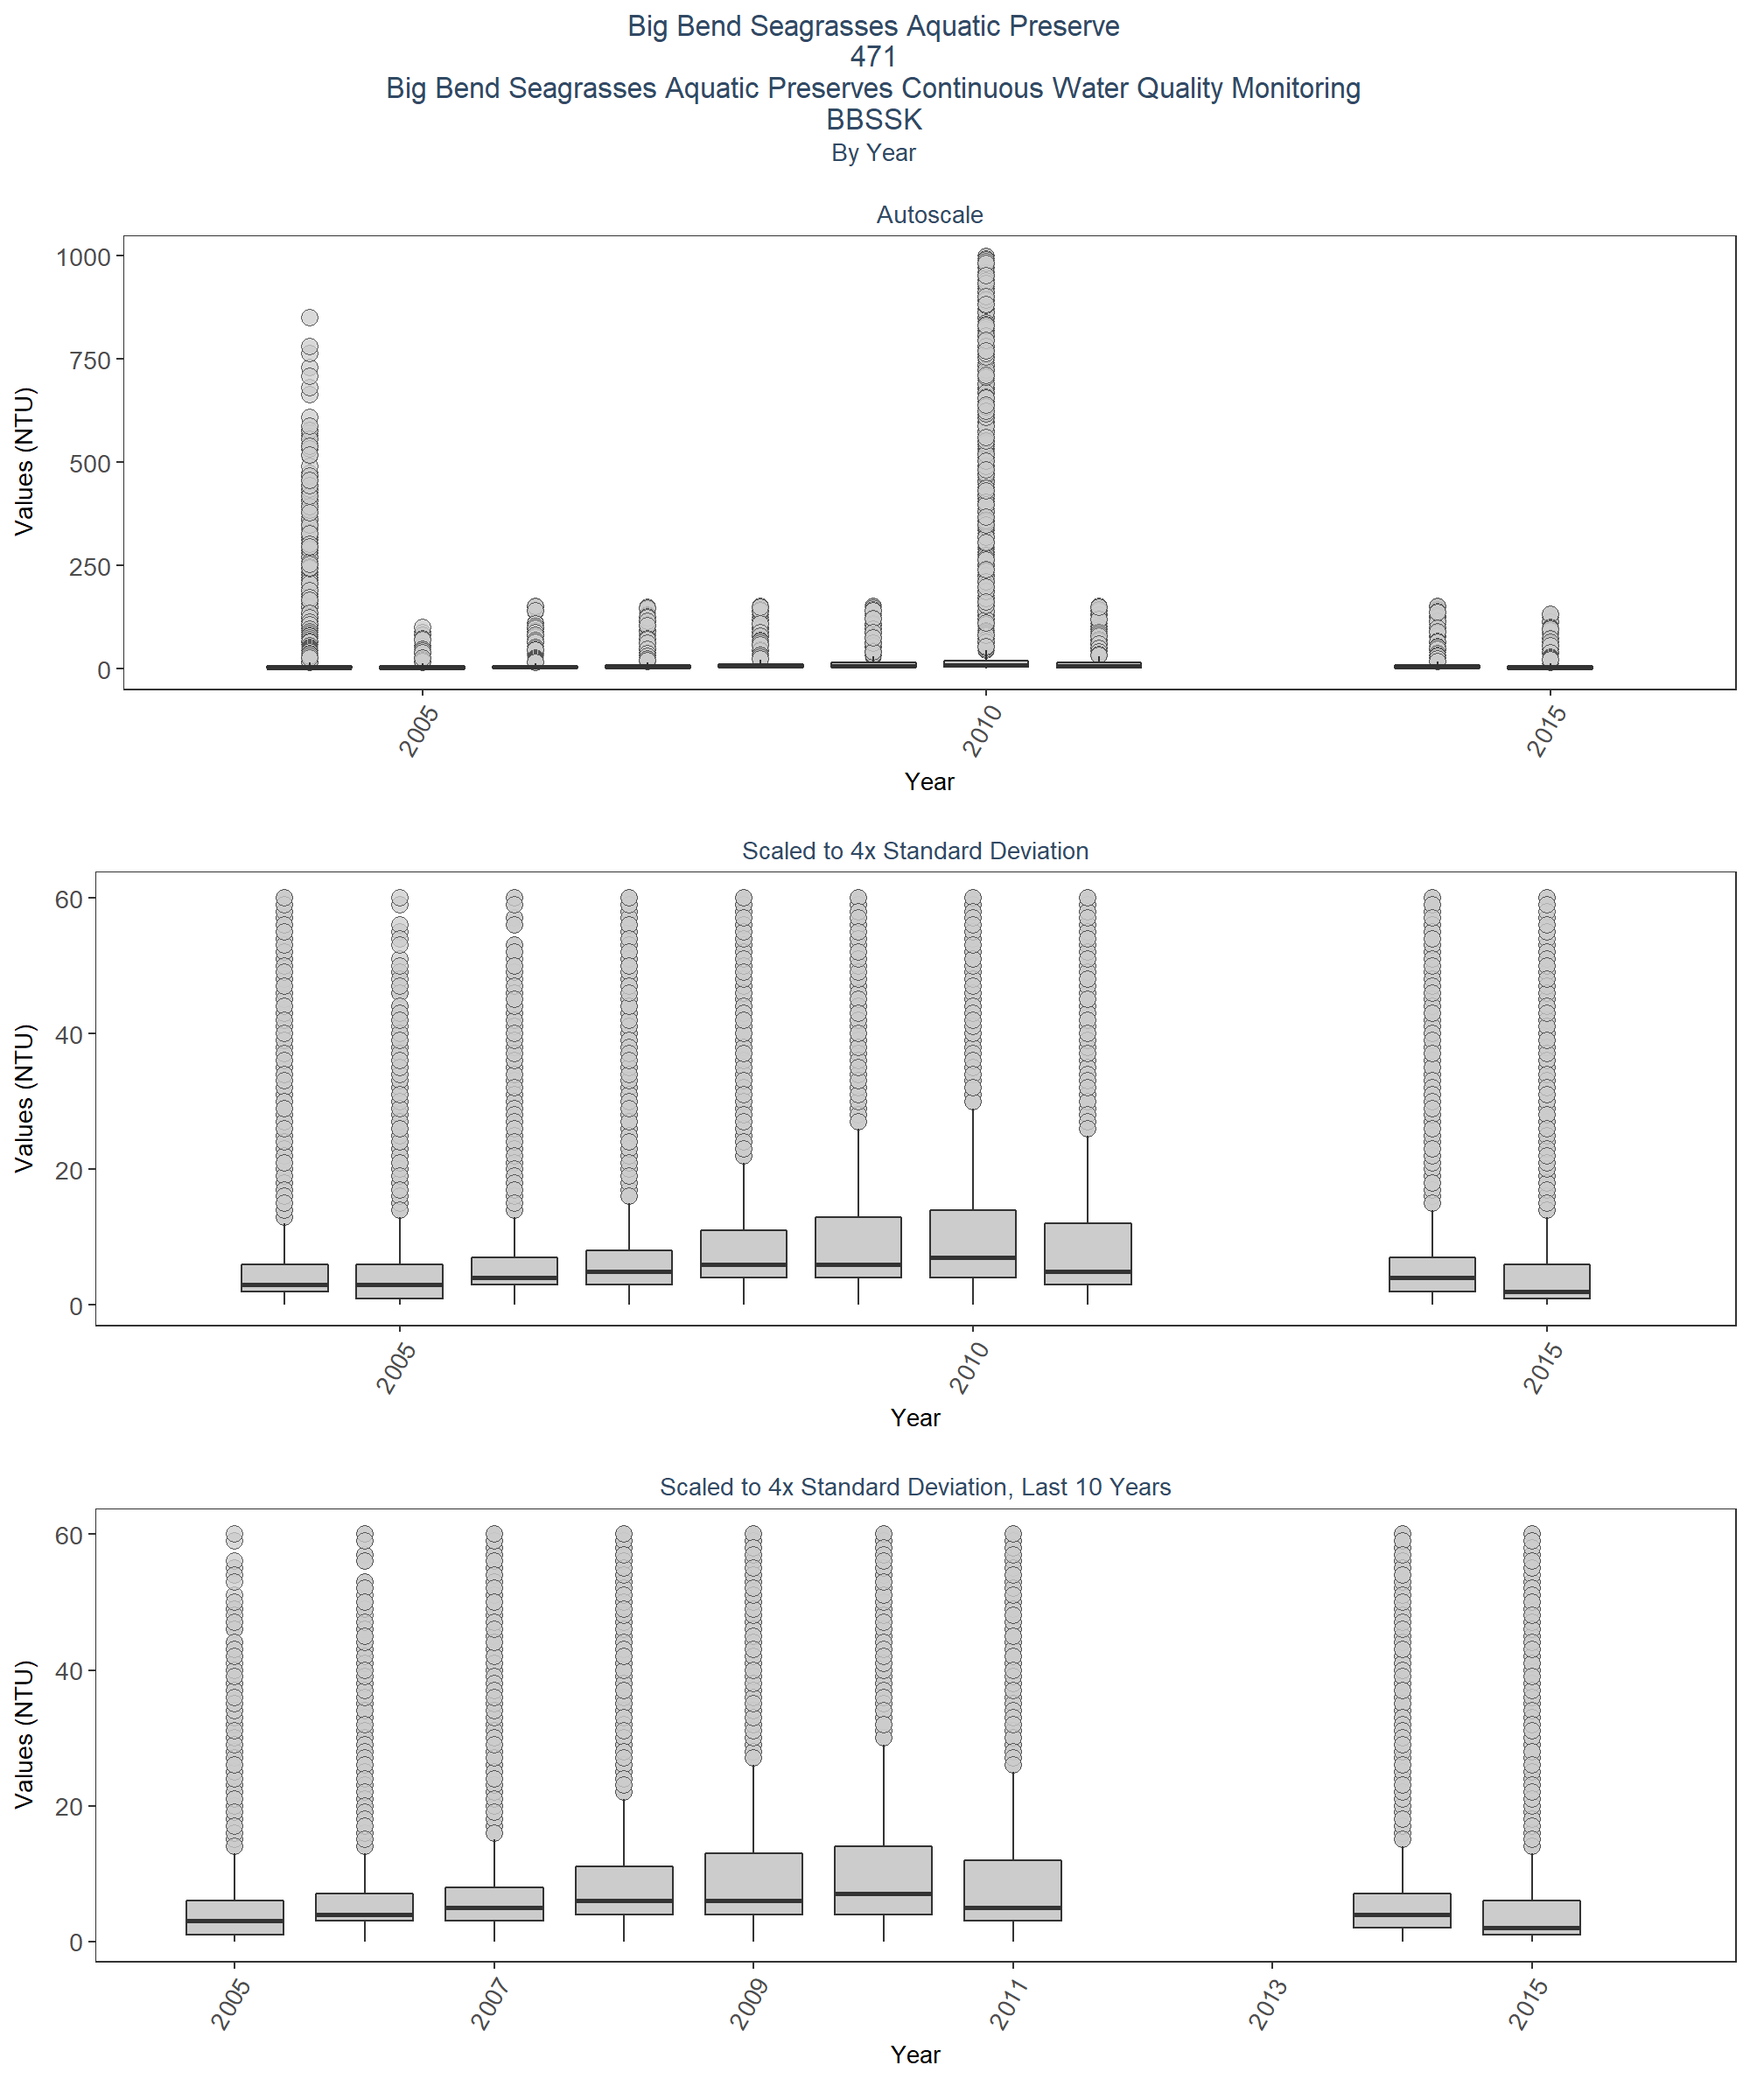 Big Bend Seagrasses Aquatic Preserve
471
Big Bend Seagrasses Aquatic Preserves Continuous Water Quality Monitoring
BBSSK
By Year
Autoscale
Values (NTU)
1000
750
500
250
0
2005
2010
2015
Year
Scaled to 4x Standard Deviation
Values (NTU)
60
40
20
0
2005
2010
2015
Year
Scaled to 4x Standard Deviation, Last 10 Years
Values (NTU)
60
40
20
0
2005
2007
2009
2011
2013
2015
Year